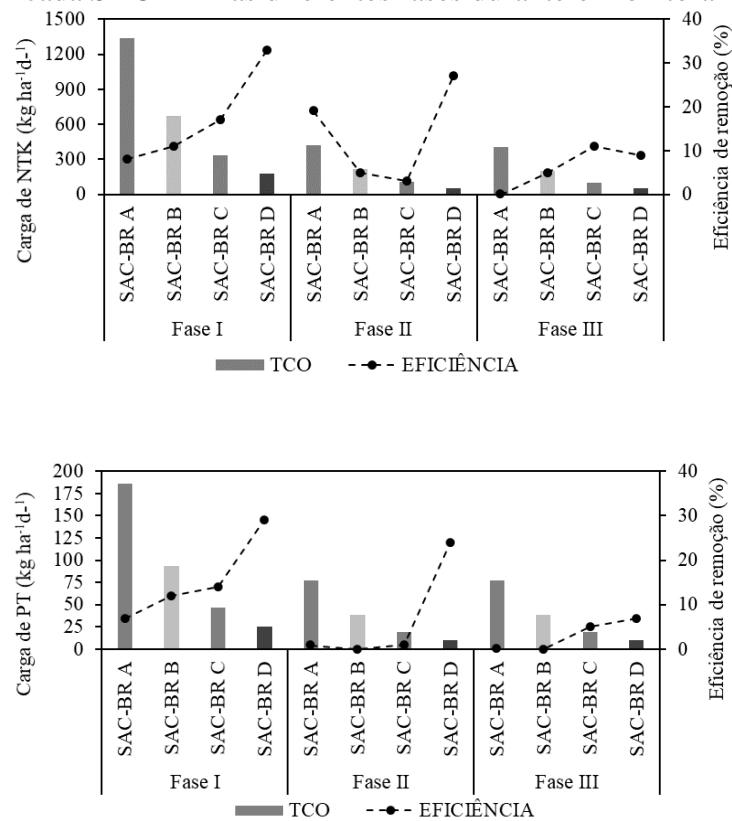 1500
1200
900
600
300
0
40
30
20
10
0
Carga de NTK (kg ha⁻¹d⁻¹)
Eficiência de remoção (%)
SAC-BR A
SAC-BR B
SAC-BR C
SAC-BR D
SAC-BR A
SAC-BR B
SAC-BR C
SAC-BR D
SAC-BR A
SAC-BR B
SAC-BR C
SAC-BR D
Fase I Fase II Fase III
TCO EFICIÊNCIA
200
175
150
125
100
75
50
25
0
40
30
20
10
0
Carga de PT (kg ha⁻¹d⁻¹)
Eficiência de remoção (%)
SAC-BR A
SAC-BR B
SAC-BR C
SAC-BR D
SAC-BR A
SAC-BR B
SAC-BR C
SAC-BR D
SAC-BR A
SAC-BR B
SAC-BR C
SAC-BR D
Fase I Fase II Fase III
TCO EFICIÊNCIA